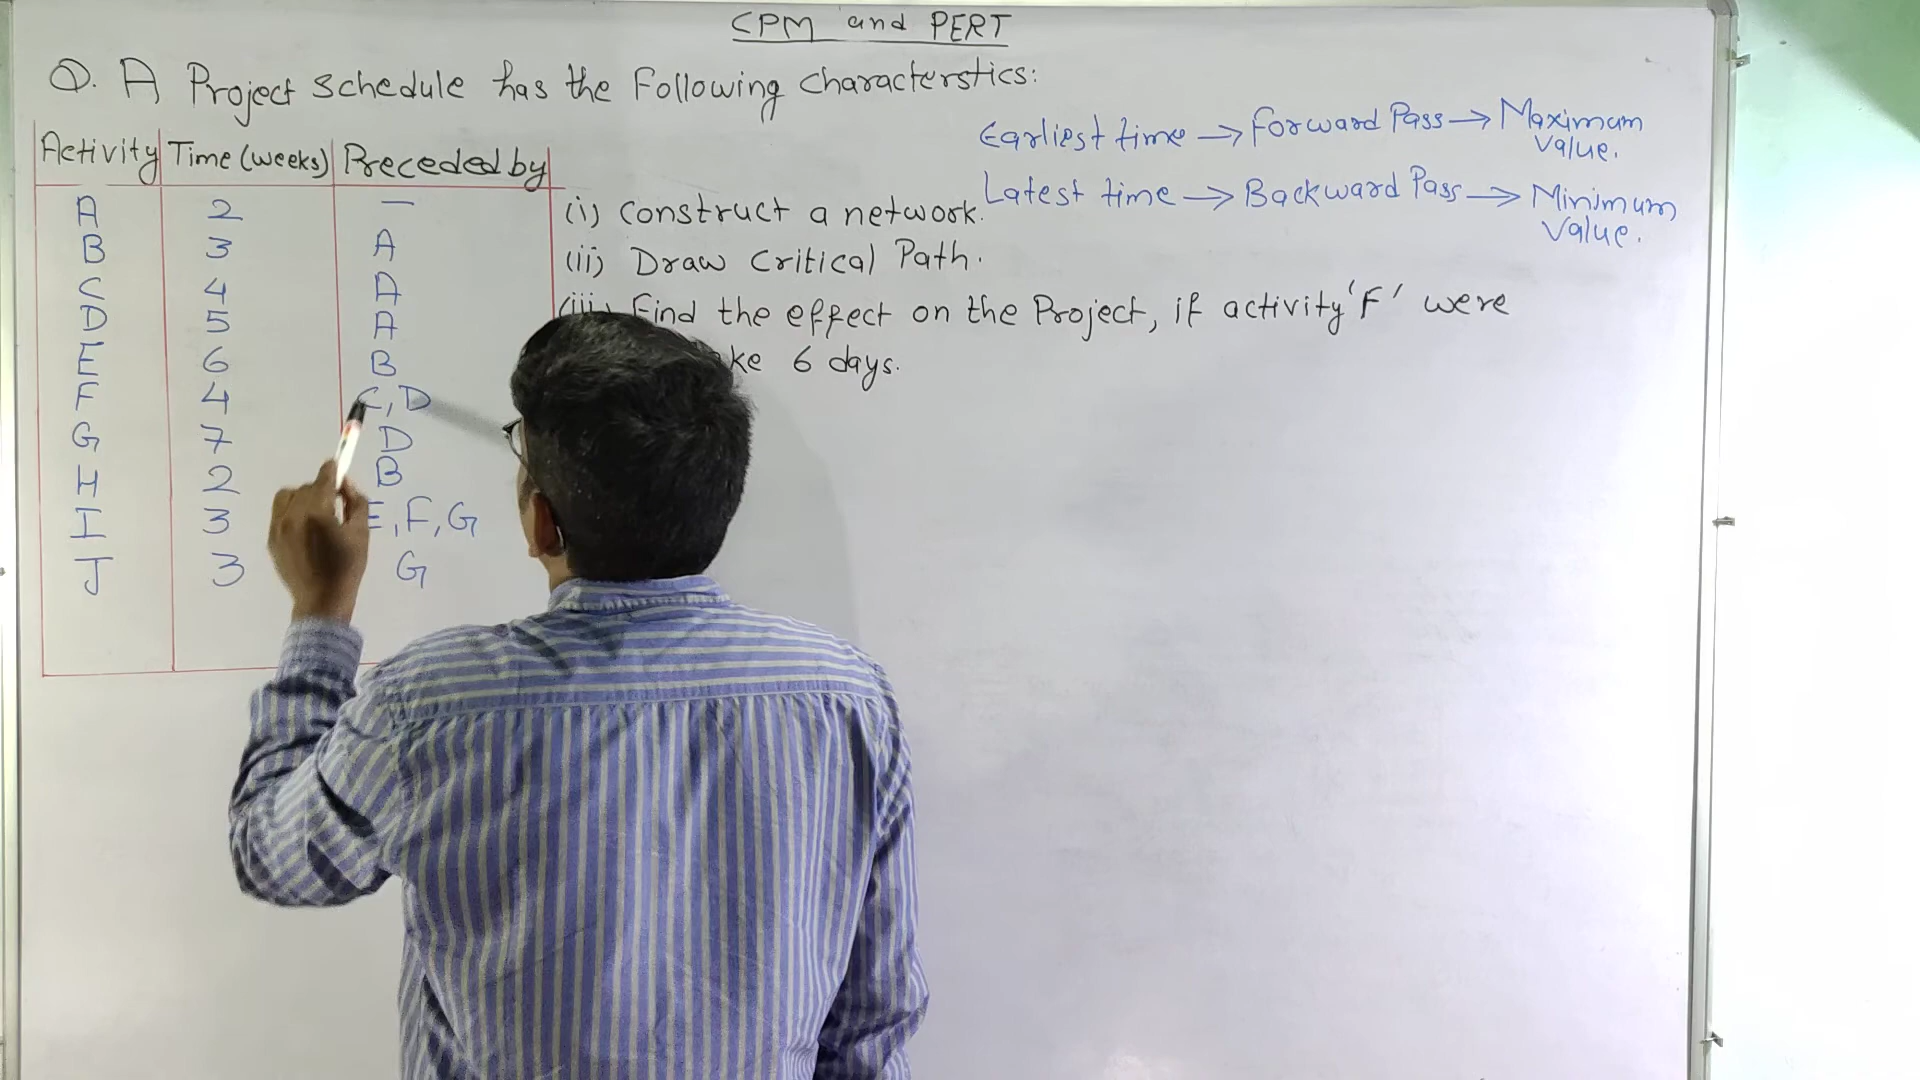 CPM and PERT
Q. A Project schedule has the Following characterstics:
Activity Time (weeks) Preceded by
A 2 —
B 3 A
C 4 A
D 5 A
E 6 B
F 4 C, D
G 7 D
H 2 B
I 3 E, F, G
J 3 G
Earliest time → Forward Pass → Maximum
Value.
Latest time → Backward Pass → Minimum
Value.
(i) Construct a network.
(ii) Draw Critical Path.
(iii) Find the effect on the Project, if activity 'F' were
6 days.